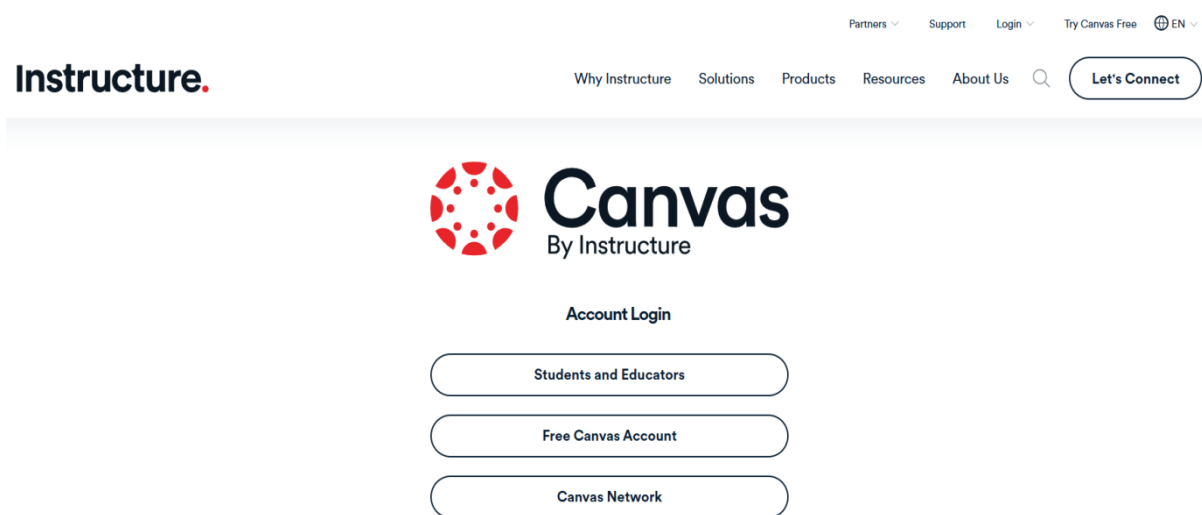 Partners Support Login Try Canvas Free EN
Instructure. Why Instructure Solutions Products Resources About Us Let's Connect
Canvas
By Instructure
Account Login
Students and Educators
Free Canvas Account
Canvas Network